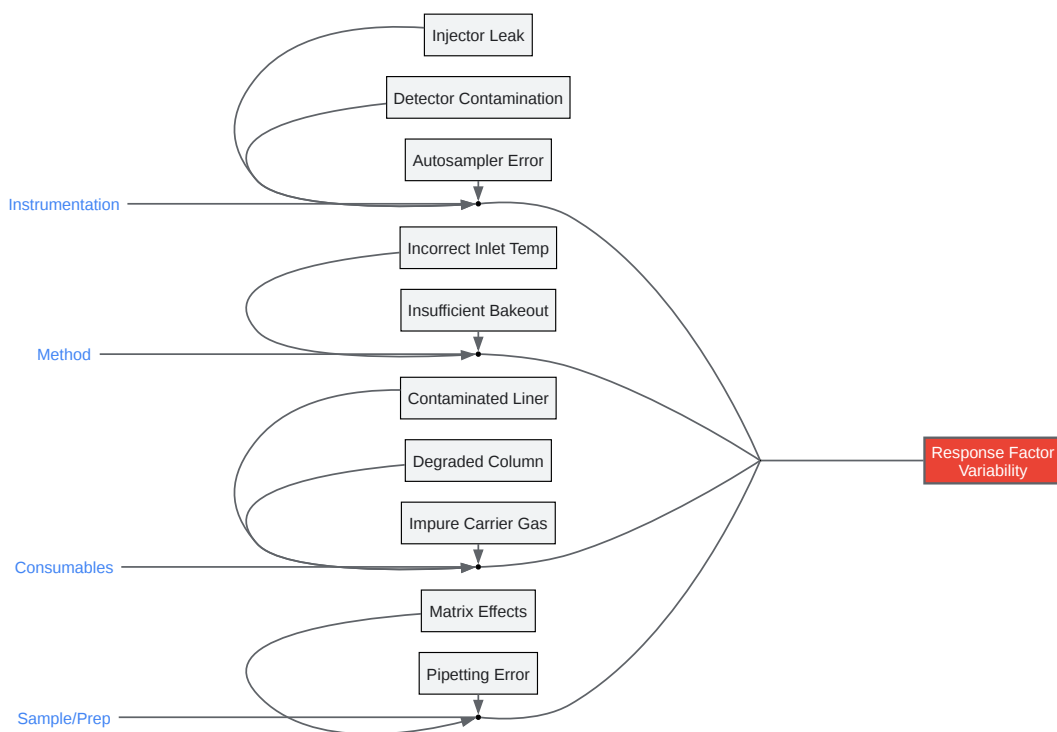 Injector Leak
Detector Contamination
Autosampler Error
Instrumentation
Incorrect Inlet Temp
Insufficient Bakeout
Method
Contaminated Liner
Degraded Column
Response Factor
Variability
Impure Carrier Gas
Consumables
Matrix Effects
Pipetting Error
Sample/Prep